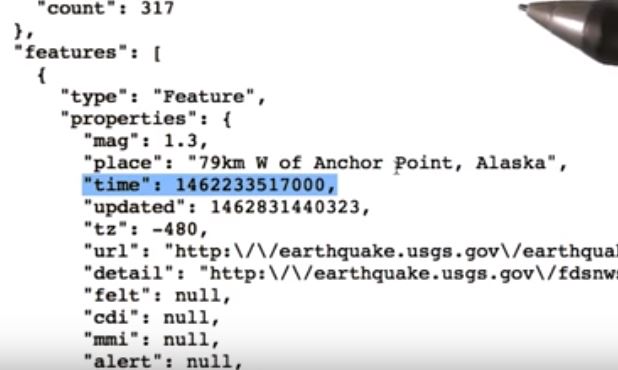 "count": 317
},
"features": [
{
"type": "Feature",
"properties": {
"mag": 1.3,
"place": "79km W of Anchor Point, Alaska",
"time": 1462233517000,
"updated": 1462831440323,
"tz": -480,
"url": "http:\/\/earthquake.usgs.gov\/earthqua
"detail": "http:\/\/earthquake.usgs.gov\/fdsnw
"felt": null,
"cdi": null,
"mmi": null,
"alert": null,